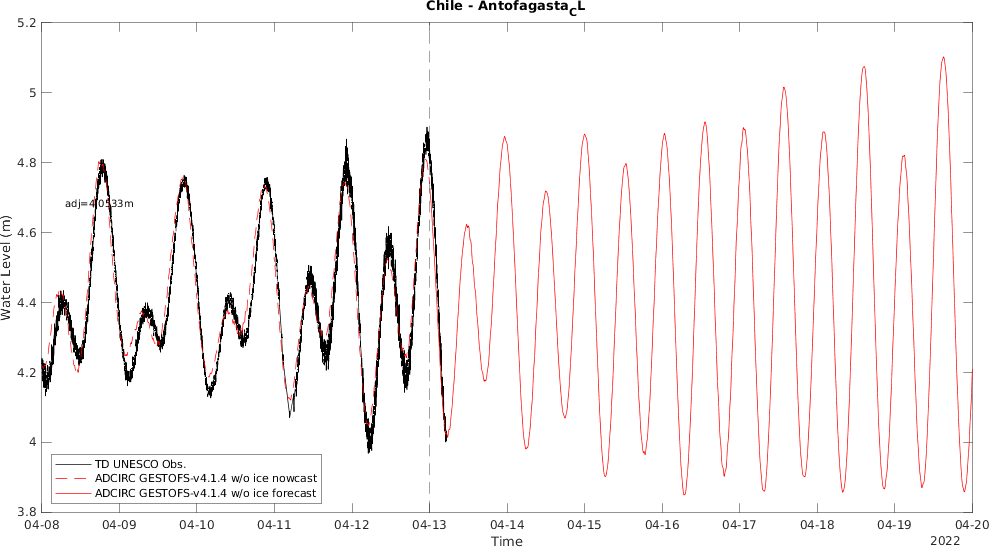 Chile - Antofagasta_CL
5.2
5
4.8
4.6
4.4
4.2
4
3.8
Water Level (m)
adj=4.0533m
TD UNESCO Obs.
ADCIRC GESTOFS-v4.1.4 w/o ice nowcast
ADCIRC GESTOFS-v4.1.4 w/o ice forecast
04-08 04-09 04-10 04-11 04-12 04-13 04-14 04-15 04-16 04-17 04-18 04-19 04-20
Time
2022